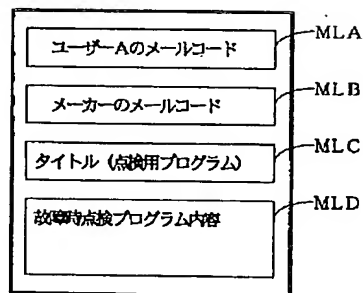 ユーザーAのメールコード MLA
メーカーのメールコード MLB
タイトル（点検用プログラム） MLC
故障時点検プログラム内容 MLD